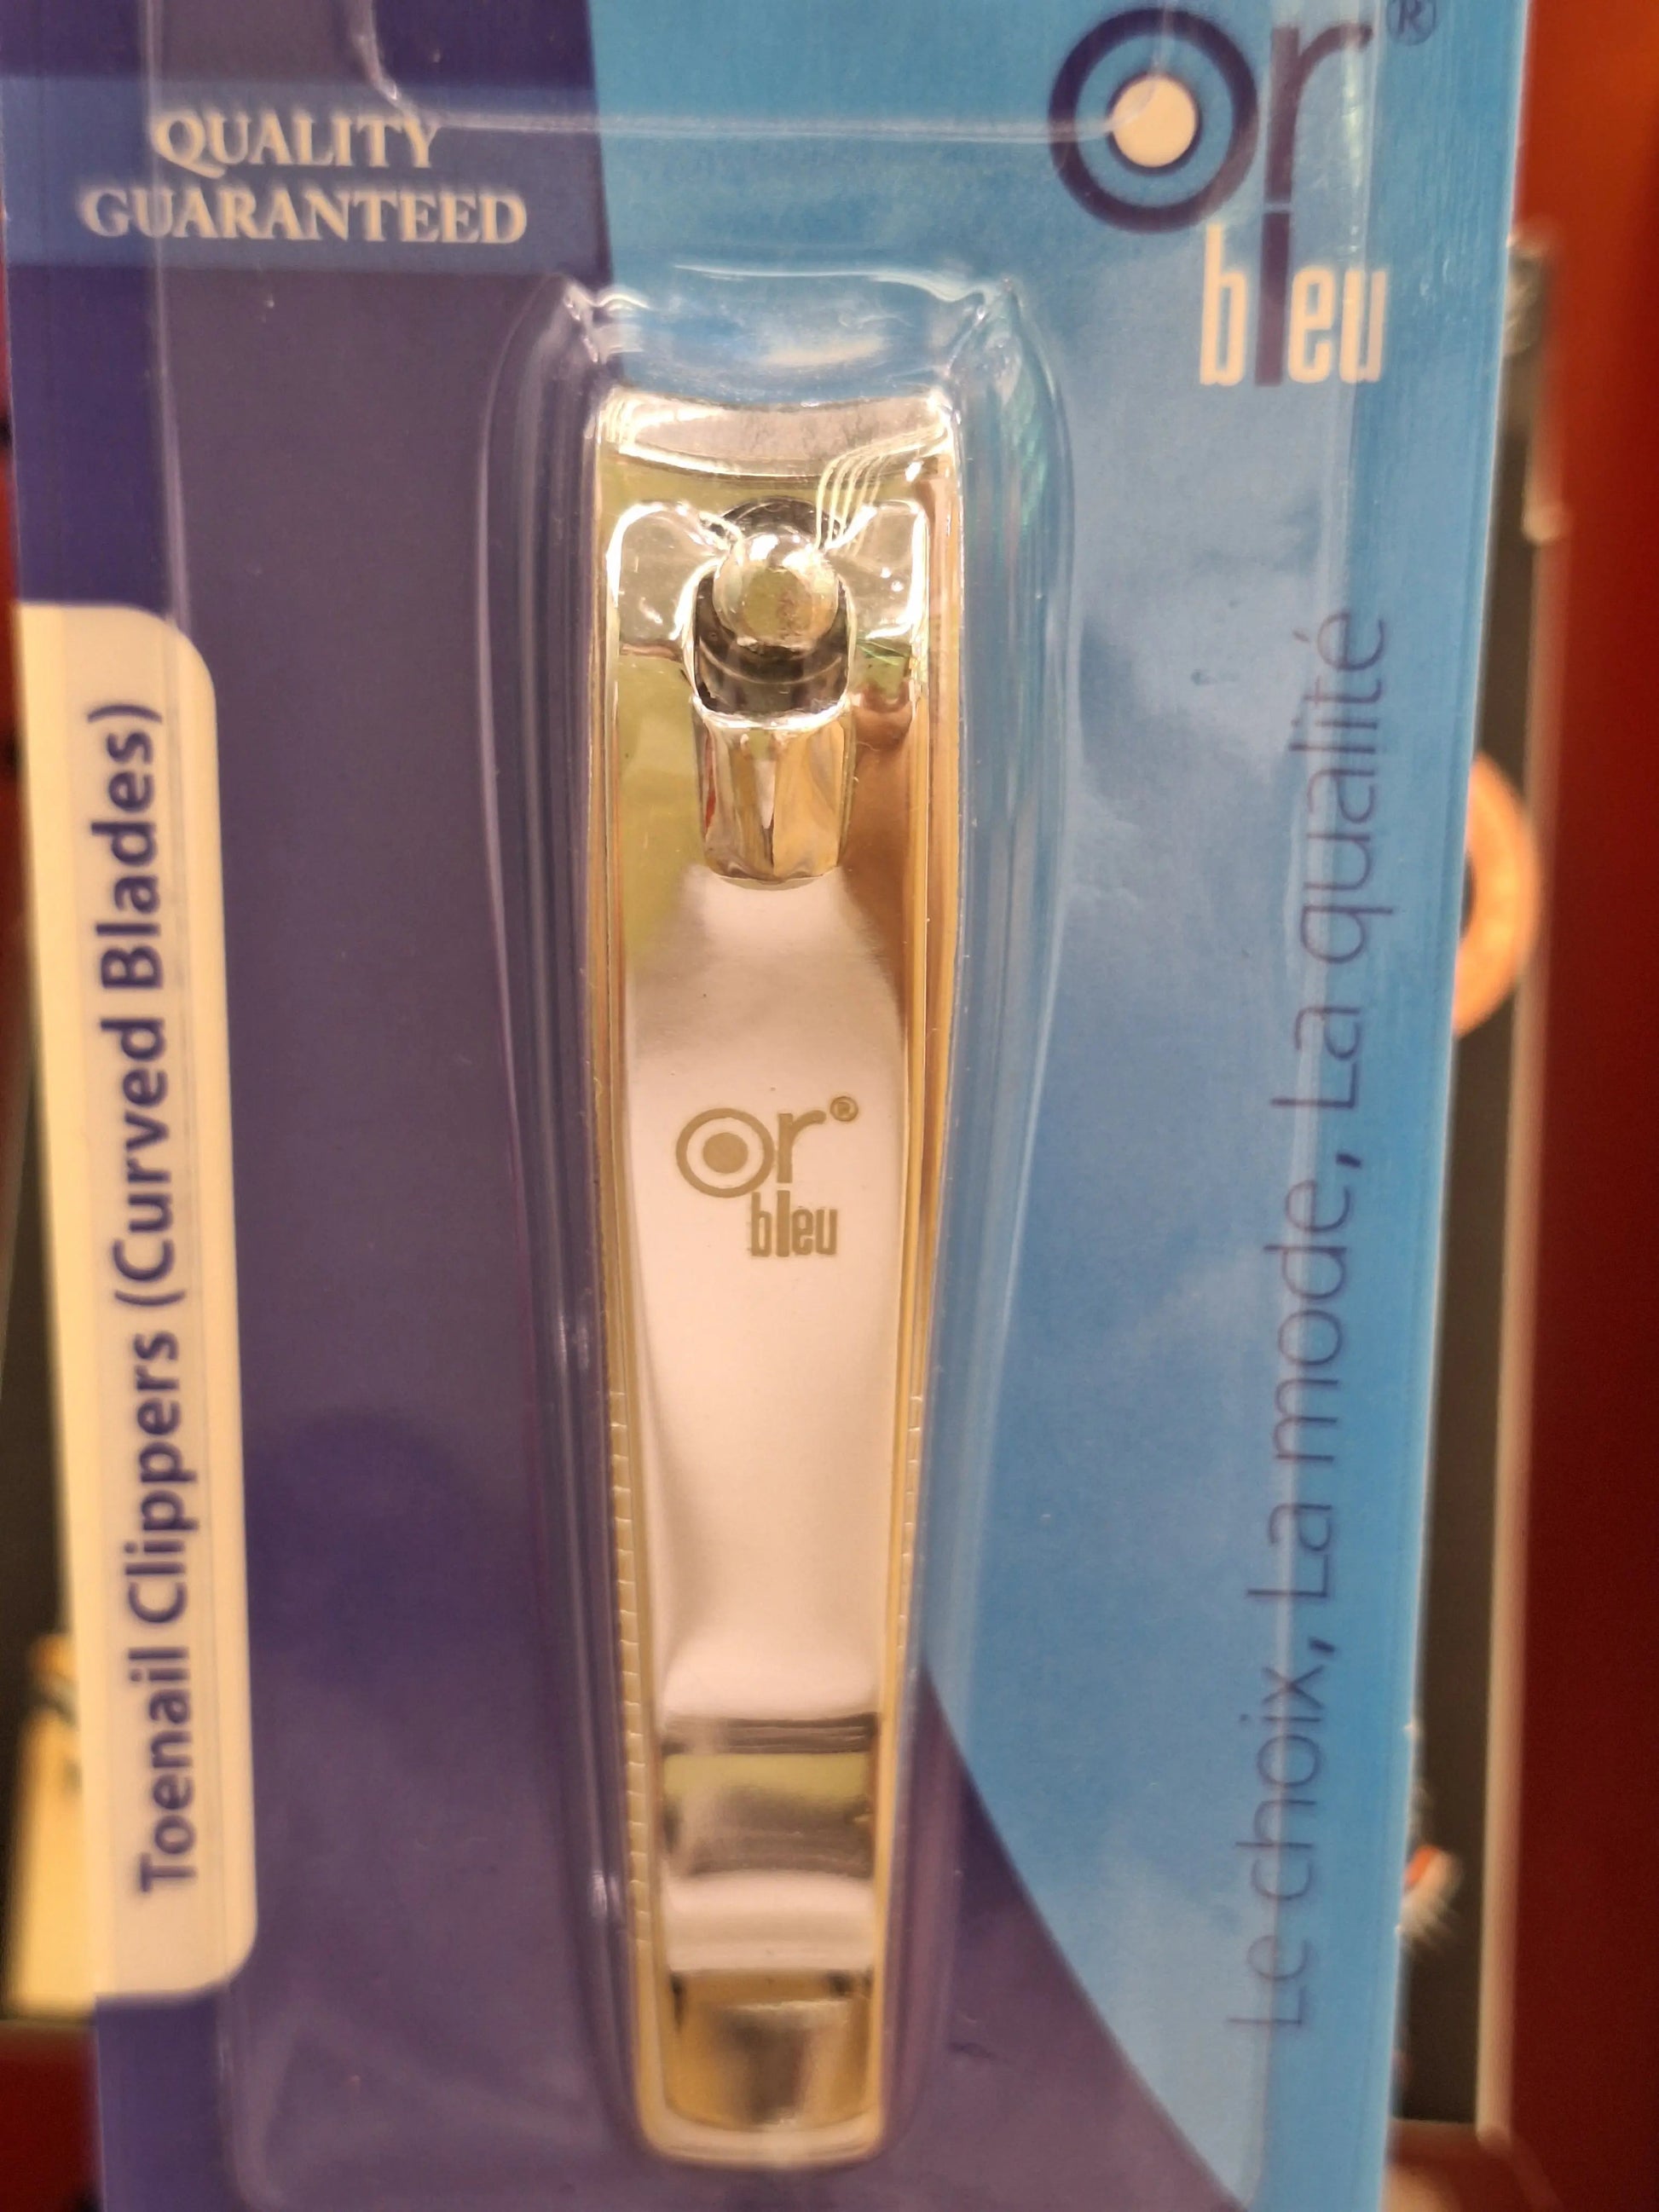 QUALITY
GUARANTEED
or®
bleu
Toenail Clippers (Curved Blades)
or®
bleu
Le choix, La mode, La qualité